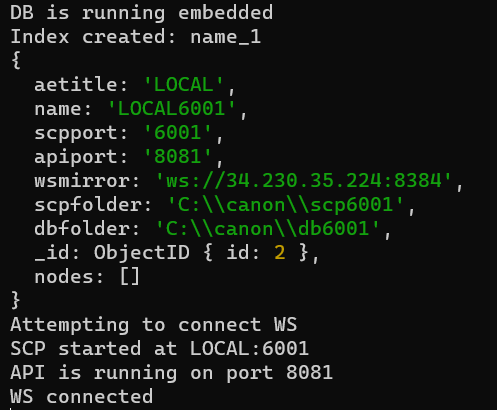 DB is running embedded
Index created: name_1
{
  aetitle: 'LOCAL',
  name: 'LOCAL6001',
  scpport: '6001',
  apiport: '8081',
  wsmirror: 'ws://34.230.35.224:8384',
  scpfolder: 'C:\\canon\\scp6001',
  dbfolder: 'C:\\canon\\db6001',
  _id: ObjectID { id: 2 },
  nodes: []
}
Attempting to connect WS
SCP started at LOCAL:6001
API is running on port 8081
WS connected